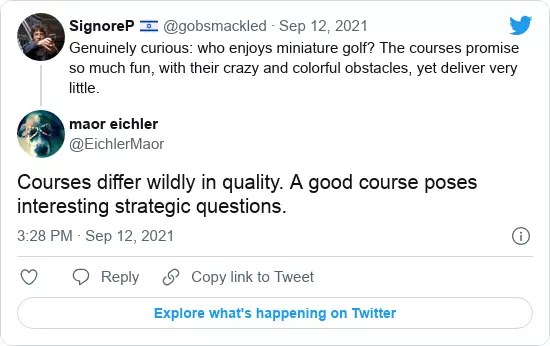 SignoreP 🇮🇱 @gobsmackled · Sep 12, 2021
Genuinely curious: who enjoys miniature golf? The courses promise
so much fun, with their crazy and colorful obstacles, yet deliver very
little.
maor eichler
@EichlerMaor
Courses differ wildly in quality. A good course poses
interesting strategic questions.
3:28 PM · Sep 12, 2021
Reply
Copy link to Tweet
Explore what's happening on Twitter